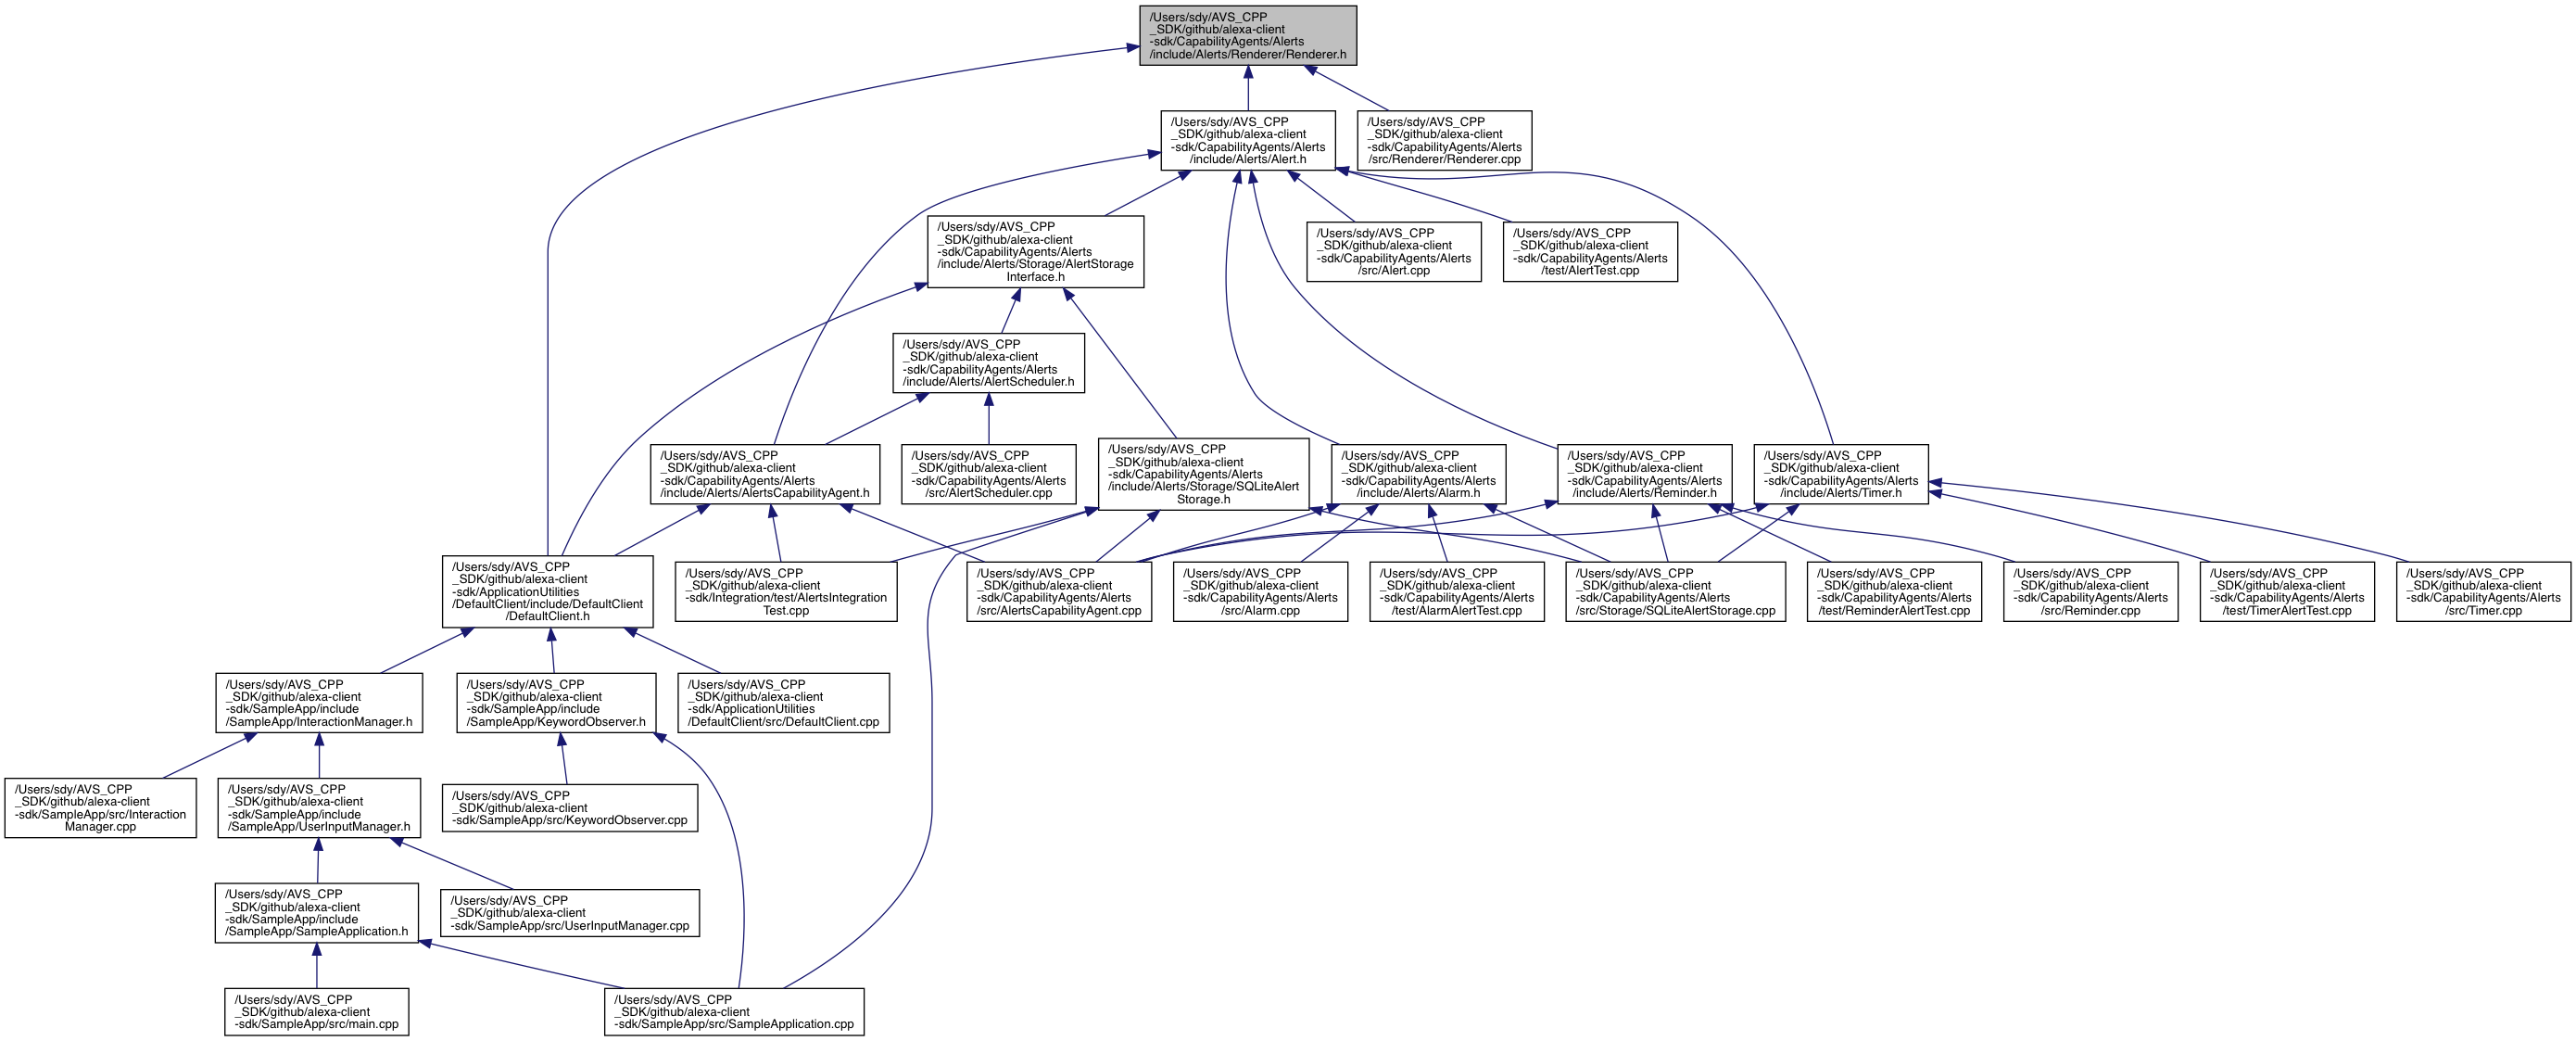 /Users/sdy/AVS_CPP
_SDK/github/alexa-client
-sdk/CapabilityAgents/Alerts
/include/Alerts/Renderer/Renderer.h
/Users/sdy/AVS_CPP
_SDK/github/alexa-client
-sdk/CapabilityAgents/Alerts
/include/Alerts/Alert.h
/Users/sdy/AVS_CPP
_SDK/github/alexa-client
-sdk/CapabilityAgents/Alerts
/src/Renderer/Renderer.cpp
/Users/sdy/AVS_CPP
_SDK/github/alexa-client
-sdk/CapabilityAgents/Alerts
/include/Alerts/Storage/AlertStorage
Interface.h
/Users/sdy/AVS_CPP
_SDK/github/alexa-client
-sdk/CapabilityAgents/Alerts
/src/Alert.cpp
/Users/sdy/AVS_CPP
_SDK/github/alexa-client
-sdk/CapabilityAgents/Alerts
/test/AlertTest.cpp
/Users/sdy/AVS_CPP
_SDK/github/alexa-client
-sdk/CapabilityAgents/Alerts
/include/Alerts/AlertScheduler.h
/Users/sdy/AVS_CPP
_SDK/github/alexa-client
-sdk/CapabilityAgents/Alerts
/include/Alerts/AlertsCapabilityAgent.h
/Users/sdy/AVS_CPP
_SDK/github/alexa-client
-sdk/CapabilityAgents/Alerts
/src/AlertScheduler.cpp
/Users/sdy/AVS_CPP
_SDK/github/alexa-client
-sdk/CapabilityAgents/Alerts
/include/Alerts/Storage/SQLiteAlert
Storage.h
/Users/sdy/AVS_CPP
_SDK/github/alexa-client
-sdk/CapabilityAgents/Alerts
/include/Alerts/Alarm.h
/Users/sdy/AVS_CPP
_SDK/github/alexa-client
-sdk/CapabilityAgents/Alerts
/include/Alerts/Reminder.h
/Users/sdy/AVS_CPP
_SDK/github/alexa-client
-sdk/CapabilityAgents/Alerts
/include/Alerts/Timer.h
/Users/sdy/AVS_CPP
_SDK/github/alexa-client
-sdk/ApplicationUtilities
/DefaultClient/include/DefaultClient
/DefaultClient.h
/Users/sdy/AVS_CPP
_SDK/github/alexa-client
-sdk/Integration/test/AlertsIntegration
Test.cpp
/Users/sdy/AVS_CPP
_SDK/github/alexa-client
-sdk/CapabilityAgents/Alerts
/src/AlertsCapabilityAgent.cpp
/Users/sdy/AVS_CPP
_SDK/github/alexa-client
-sdk/CapabilityAgents/Alerts
/src/Alarm.cpp
/Users/sdy/AVS_CPP
_SDK/github/alexa-client
-sdk/CapabilityAgents/Alerts
/test/AlarmAlertTest.cpp
/Users/sdy/AVS_CPP
_SDK/github/alexa-client
-sdk/CapabilityAgents/Alerts
/src/Storage/SQLiteAlertStorage.cpp
/Users/sdy/AVS_CPP
_SDK/github/alexa-client
-sdk/CapabilityAgents/Alerts
/test/ReminderAlertTest.cpp
/Users/sdy/AVS_CPP
_SDK/github/alexa-client
-sdk/CapabilityAgents/Alerts
/src/Reminder.cpp
/Users/sdy/AVS_CPP
_SDK/github/alexa-client
-sdk/CapabilityAgents/Alerts
/test/TimerAlertTest.cpp
/Users/sdy/AVS_CPP
_SDK/github/alexa-client
-sdk/CapabilityAgents/Alerts
/src/Timer.cpp
/Users/sdy/AVS_CPP
_SDK/github/alexa-client
-sdk/SampleApp/include
/SampleApp/InteractionManager.h
/Users/sdy/AVS_CPP
_SDK/github/alexa-client
-sdk/SampleApp/include
/SampleApp/KeywordObserver.h
/Users/sdy/AVS_CPP
_SDK/github/alexa-client
-sdk/ApplicationUtilities
/DefaultClient/src/DefaultClient.cpp
/Users/sdy/AVS_CPP
_SDK/github/alexa-client
-sdk/SampleApp/src/Interaction
Manager.cpp
/Users/sdy/AVS_CPP
_SDK/github/alexa-client
-sdk/SampleApp/include
/SampleApp/UserInputManager.h
/Users/sdy/AVS_CPP
_SDK/github/alexa-client
-sdk/SampleApp/src/KeywordObserver.cpp
/Users/sdy/AVS_CPP
_SDK/github/alexa-client
-sdk/SampleApp/include
/SampleApp/SampleApplication.h
/Users/sdy/AVS_CPP
_SDK/github/alexa-client
-sdk/SampleApp/src/UserInputManager.cpp
/Users/sdy/AVS_CPP
_SDK/github/alexa-client
-sdk/SampleApp/src/main.cpp
/Users/sdy/AVS_CPP
_SDK/github/alexa-client
-sdk/SampleApp/src/SampleApplication.cpp